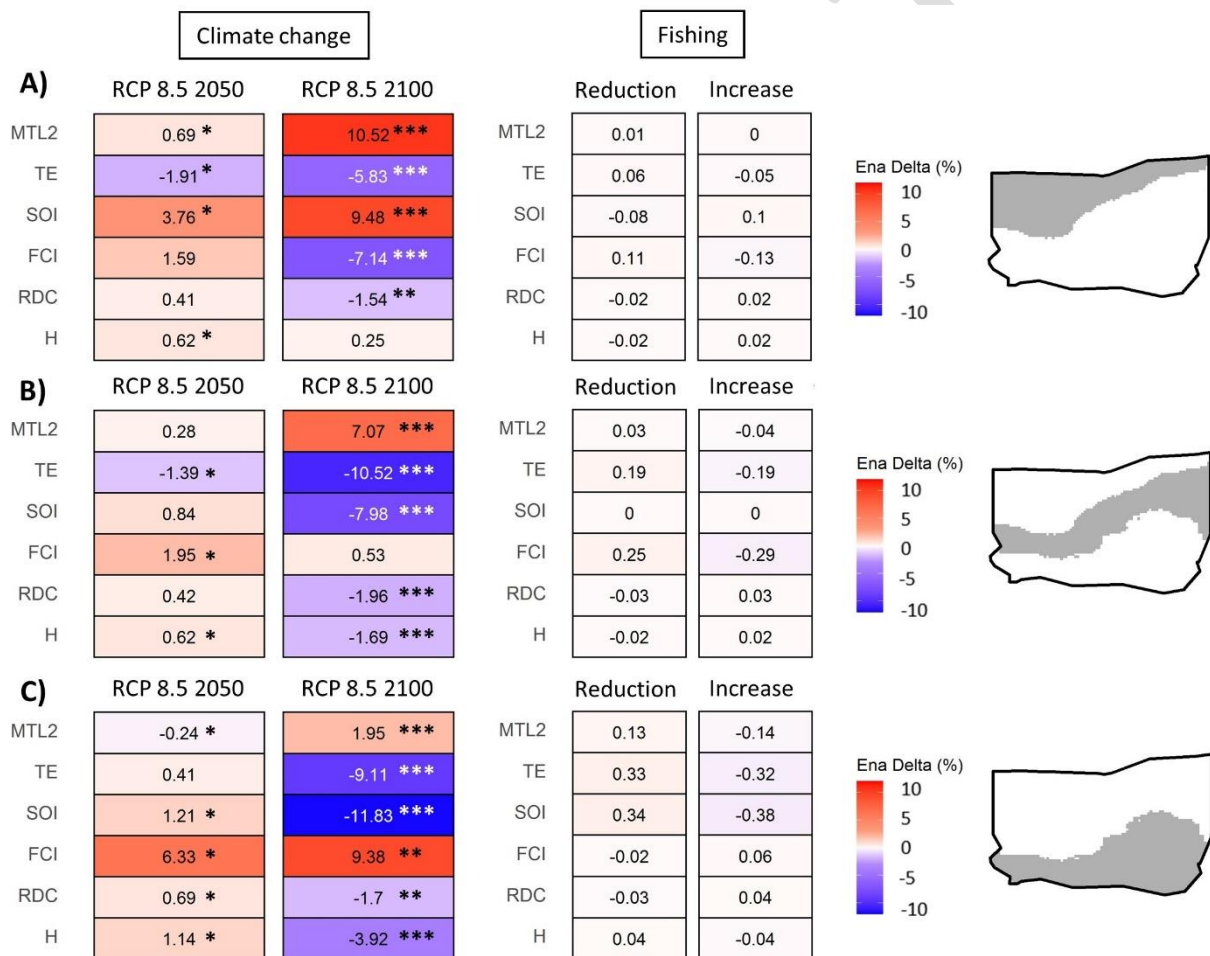 Climate change Fishing
A)
RCP 8.5 2050 RCP 8.5 2100 Reduction Increase
MTL2 0.69 * 10.52 *** MTL2 0.01 0
TE -1.91 * -5.83 *** TE 0.06 -0.05
SOI 3.76 * 9.48 *** SOI -0.08 0.1
FCI 1.59 -7.14 *** FCI 0.11 -0.13
RDC 0.41 -1.54 ** RDC -0.02 0.02
H 0.62 * 0.25 H -0.02 0.02
Ena Delta (%)
10
5
0
-5
-10
B)
RCP 8.5 2050 RCP 8.5 2100 Reduction Increase
MTL2 0.28 7.07 *** MTL2 0.03 -0.04
TE -1.39 * -10.52 *** TE 0.19 -0.19
SOI 0.84 -7.98 *** SOI 0 0
FCI 1.95 * 0.53 FCI 0.25 -0.29
RDC 0.42 -1.96 *** RDC -0.03 0.03
H 0.62 * -1.69 *** H -0.02 0.02
Ena Delta (%)
10
5
0
-5
-10
C)
RCP 8.5 2050 RCP 8.5 2100 Reduction Increase
MTL2 -0.24 * 1.95 *** MTL2 0.13 -0.14
TE 0.41 -9.11 *** TE 0.33 -0.32
SOI 1.21 * -11.83 *** SOI 0.34 -0.38
FCI 6.33 * 9.38 ** FCI -0.02 0.06
RDC 0.69 * -1.7 ** RDC -0.03 0.04
H 1.14 * -3.92 *** H 0.04 -0.04
Ena Delta (%)
10
5
0
-5
-10